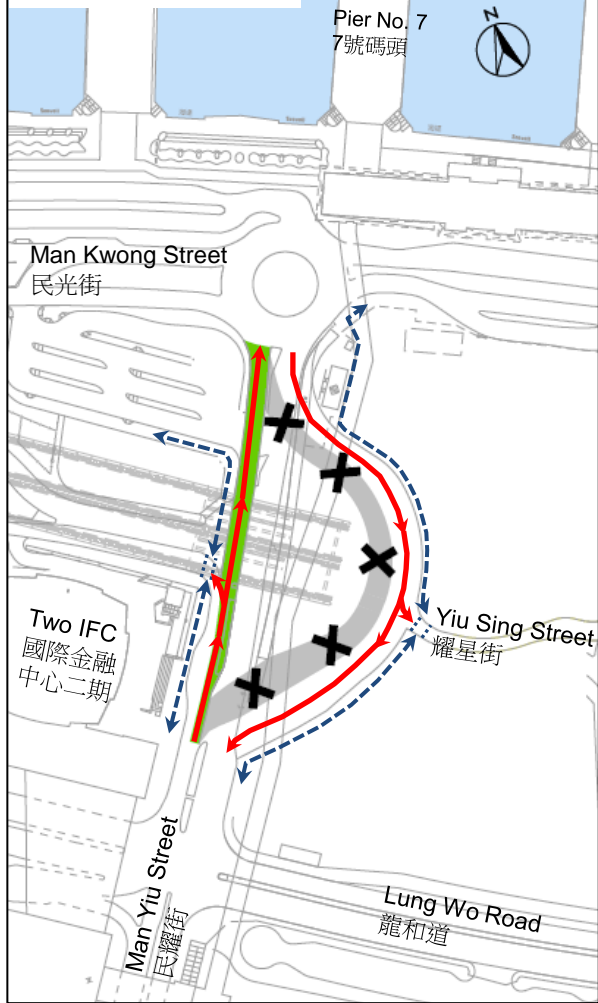 Pier No. 7
7號碼頭
N
Man Kwong Street
民光街
Two IFC
國際金融
中心二期
Yiu Sing Street
耀星街
Man Yiu Street
民耀街
Lung Wo Road
龍和道